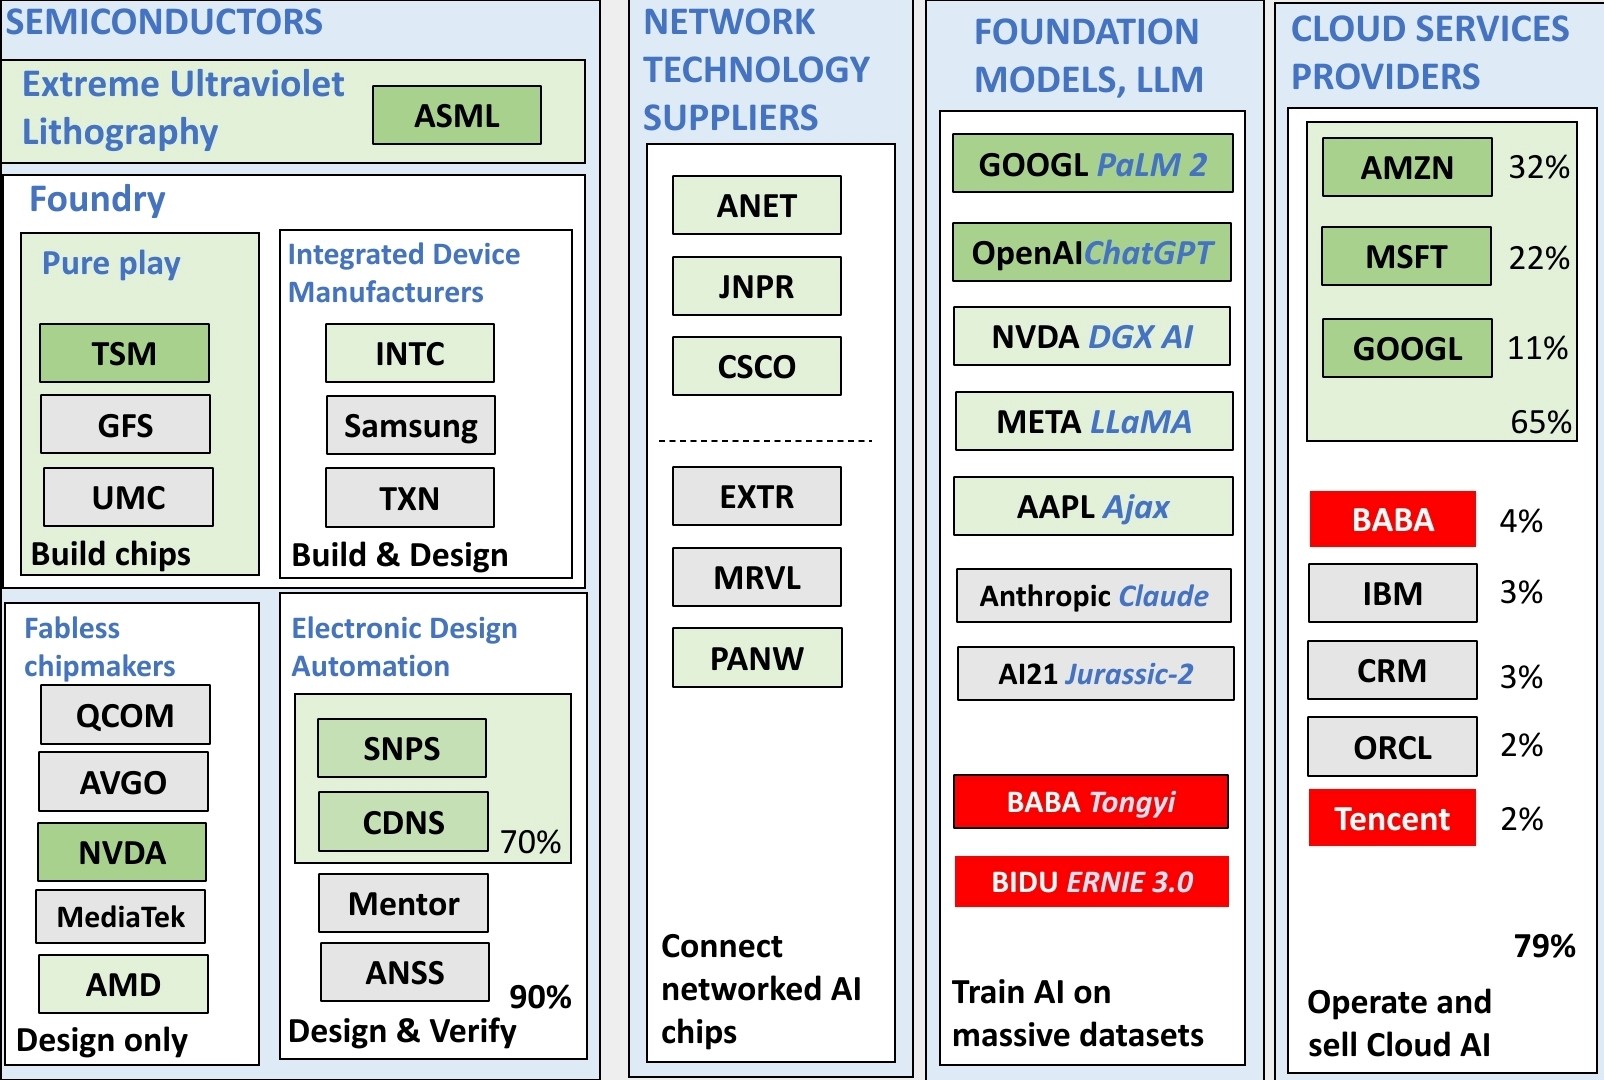 SEMICONDUCTORS
Extreme Ultraviolet
Lithography
ASML
Foundry
Pure play
TSM
GFS
UMC
Build chips
Integrated Device
Manufacturers
INTC
Samsung
TXN
Build & Design
Fabless
chipmakers
QCOM
AVGO
NVDA
MediaTek
AMD
Design only
Electronic Design
Automation
SNPS
CDNS
70%
Mentor
ANSS
90%
Design & Verify
NETWORK
TECHNOLOGY
SUPPLIERS
ANET
JNPR
CSCO
EXTR
MRVL
PANW
Connect
networked AI
chips
FOUNDATION
MODELS, LLM
GOOGL PaLM 2
OpenAIChatGPT
NVDA DGX AI
META LLaMA
AAPL Ajax
Anthropic Claude
AI21 Jurassic-2
BABA Tongyi
BIDU ERNIE 3.0
Train AI on
massive datasets
CLOUD SERVICES
PROVIDERS
AMZN 32%
MSFT 22%
GOOGL 11%
65%
BABA 4%
IBM 3%
CRM 3%
ORCL 2%
Tencent 2%
79%
Operate and
sell Cloud AI